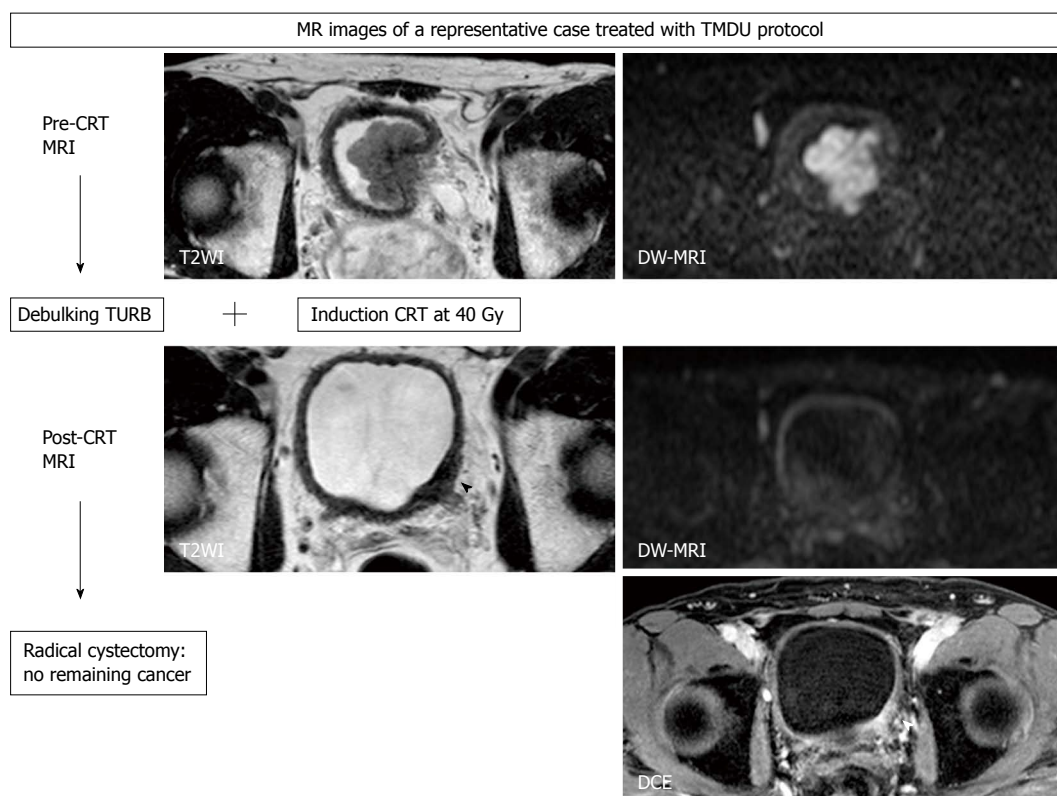 MR images of a representative case treated with TMDU protocol
Pre-CRT
MRI
T2WI
DW-MRI
Debulking TURB
+
Induction CRT at 40 Gy
Post-CRT
MRI
T2WI
DW-MRI
Radical cystectomy:
no remaining cancer
DCE